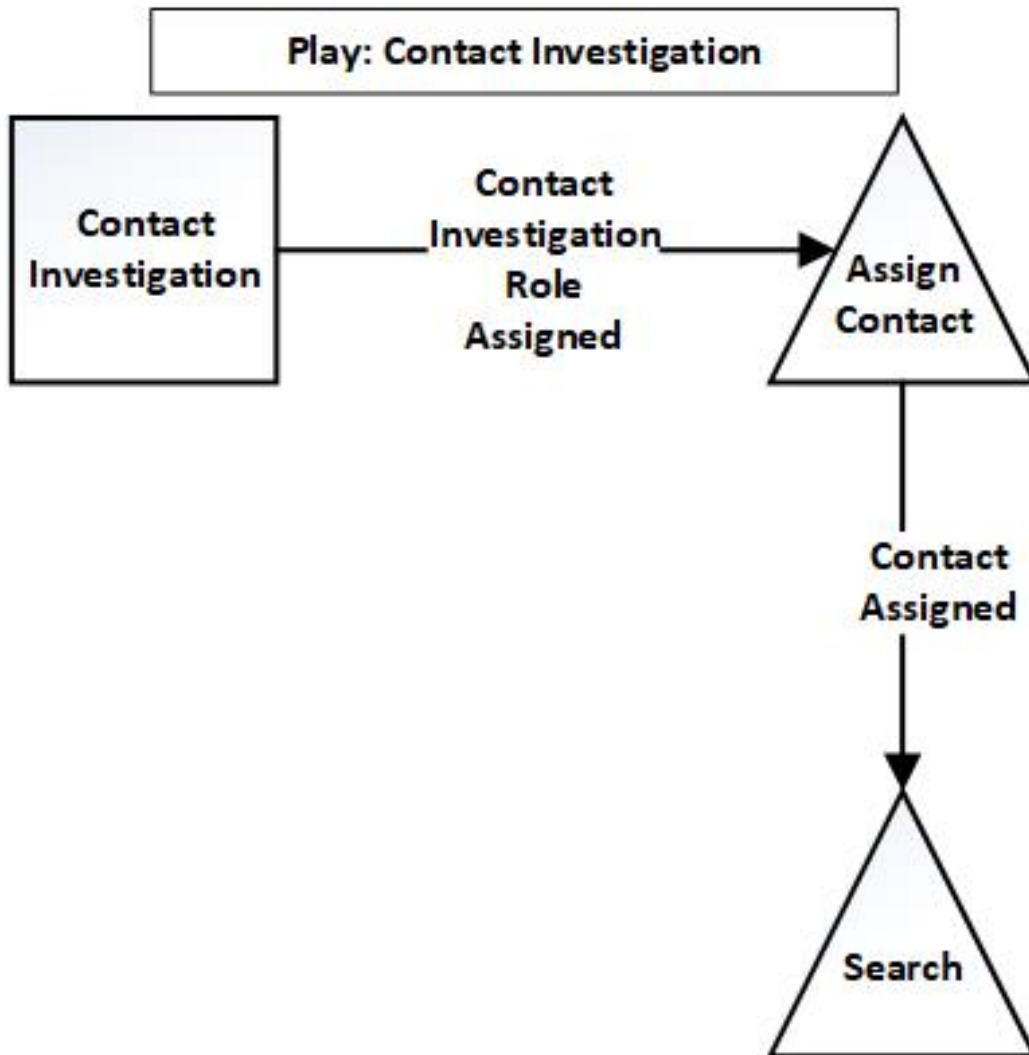 Play: Contact Investigation
Contact
Investigation
Contact
Investigation
Role
Assigned
Assign
Contact
Contact
Assigned
Search